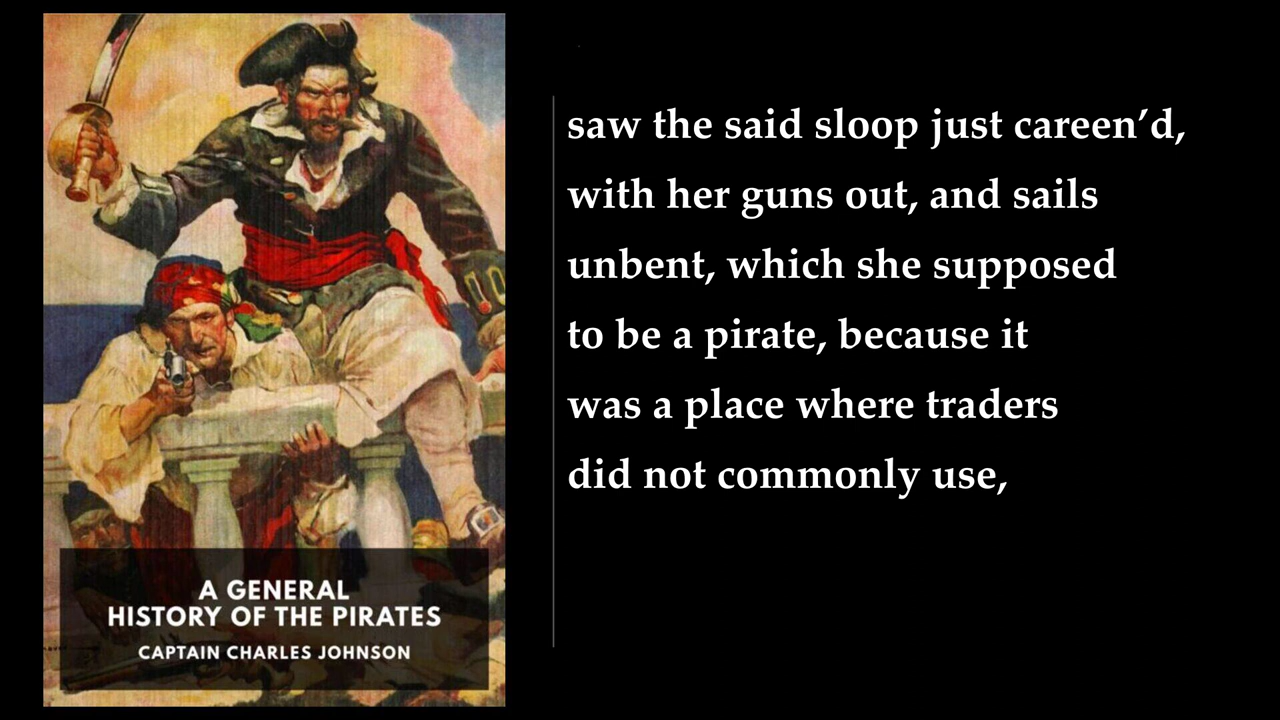 saw the said sloop just careen’d,
with her guns out, and sails
unbent, which she supposed
to be a pirate, because it
was a place where traders
did not commonly use,
A GENERAL
HISTORY OF THE PIRATES
CAPTAIN CHARLES JOHNSON